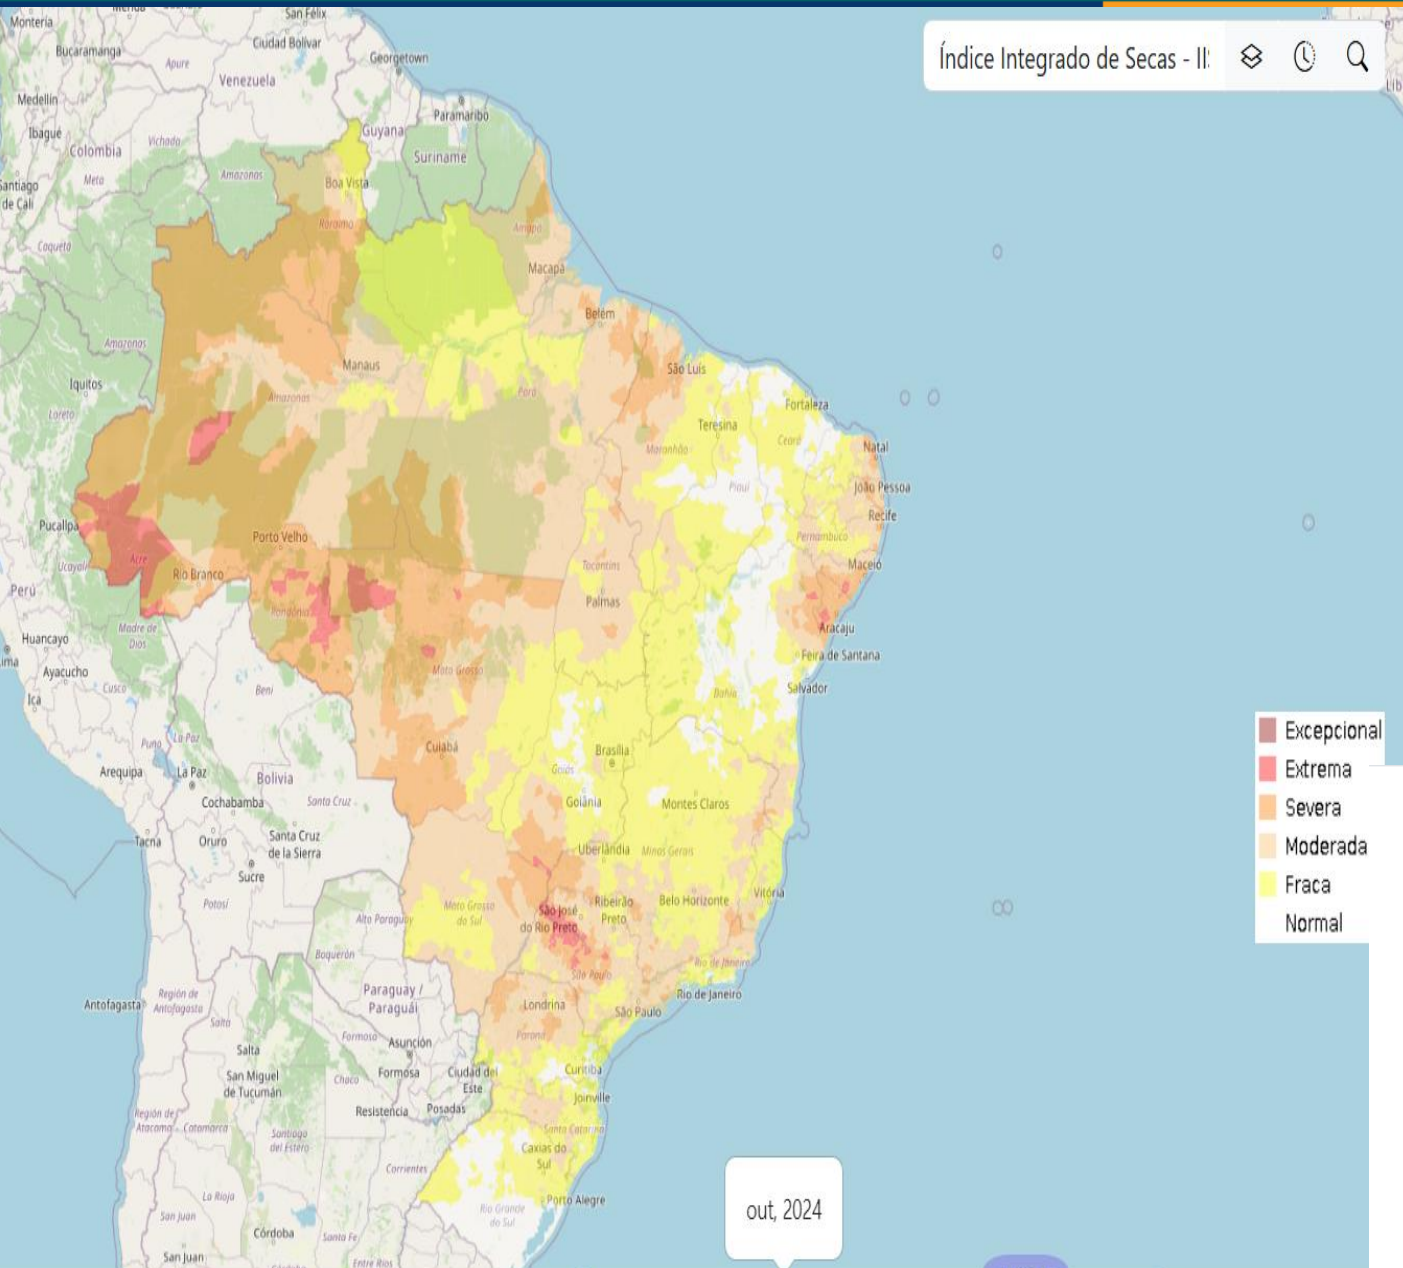 Índice Integrado de Secas - II
Montería
San Félix
Ciudad Bolívar
Bucaramanga
Apure
Georgetown
Venezuela
Medellín
Paramaribo
Ibagué
Guyana
Vichada
Colombia
Suriname
Meta
Amazonas
Boa Vista
Santiago
de Cali
Roraima
Amapá
Caquetá
Macapá
Belém
Amazonas
Manaus
São Luís
Iquitos
Pará
Amazonas
Fortaleza
Loreto
Teresina
Ceará
Maranhão
Natal
Piauí
João Pessoa
Recife
Pucallpa
Porto Velho
Pernambuco
Acre
Ucayali
Rio Branco
Tocantins
Maceió
Perú
Palmas
Rondônia
Madre de
Dios
Aracaju
Huancayo
Feira de Santana
Ayacucho
Mato Grosso
Cusco
Beni
Salvador
Ica
Bahia
Excepcional
Puno
La Paz
Cuiabá
Brasília
Arequipa
La Paz
Goiás
Extrema
Bolivia
Cochabamba
Santa Cruz
Goiânia
Montes Claros
Severa
Tacna
Oruro
Santa Cruz
de la Sierra
Uberlândia
Minas Gerais
Moderada
Sucre
Fraca
Potosí
Mato Grosso
do Sul
São José
do Rio Preto
Ribeirão
Preto
Belo Horizonte
Vitória
Alto Paraguay
Normal
Boquerón
Rio de Janeiro
São Paulo
Antofagasta
Región de
Antofagasta
Paraguay /
Paraguái
Rio de Janeiro
Londrina
São Paulo
Salta
Paraná
Formosa
Asunción
Salta
Curitiba
San Miguel
de Tucumán
Chaco
Formosa
Ciudad del
Este
Joinville
Resistencia
Posadas
Región de
Atacama
Catamarca
Santiago
del Estero
Santa Catarina
Caxias do
Sul
Corrientes
La Rioja
Porto Alegre
Rio Grande
do Sul
out, 2024
San Juan
Córdoba
Santa Fe
San Juan
Entre Ríos